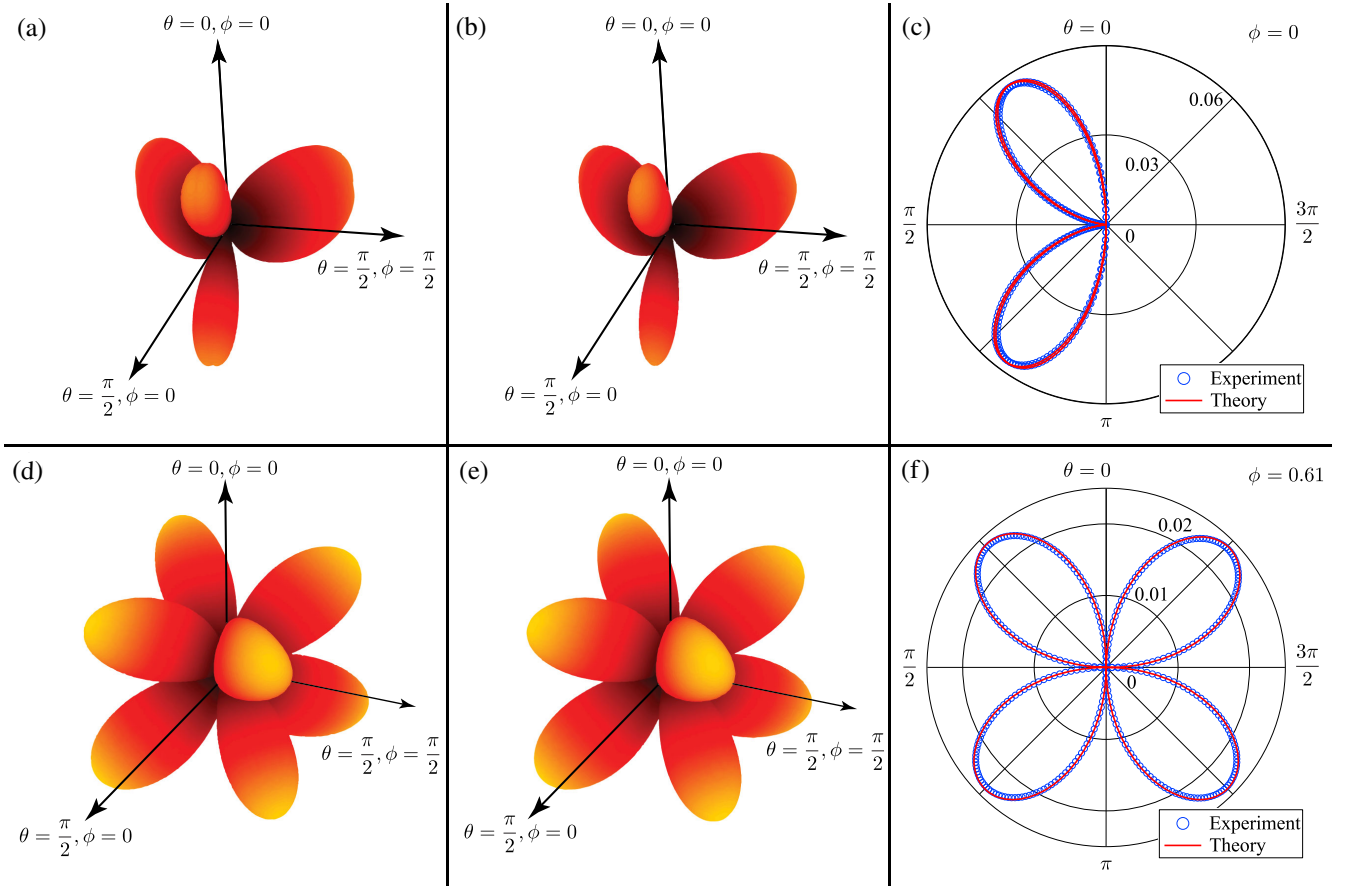 (a)
θ = 0, ϕ = 0
θ = π/2, ϕ = π/2
θ = π/2, ϕ = 0
(b)
θ = 0, ϕ = 0
θ = π/2, ϕ = π/2
θ = π/2, ϕ = 0
(c)
θ = 0
ϕ = 0
0.06
0.03
π/2
0
3π/2
Experiment
Theory
π
(d)
θ = 0, ϕ = 0
θ = π/2, ϕ = π/2
θ = π/2, ϕ = 0
(e)
θ = 0, ϕ = 0
θ = π/2, ϕ = π/2
θ = π/2, ϕ = 0
(f)
θ = 0
ϕ = 0.61
0.02
0.01
π/2
0
3π/2
Experiment
Theory
π